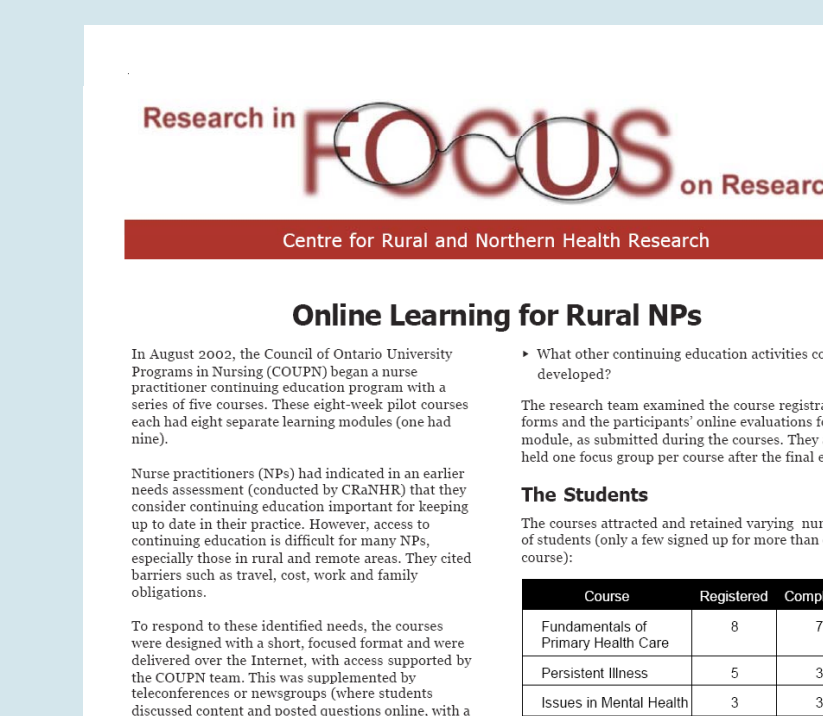 Research in FOCUS on Researc
Centre for Rural and Northern Health Research
Online Learning for Rural NPs
In August 2002, the Council of Ontario University
Programs in Nursing (COUPN) began a nurse
practitioner continuing education program with a
series of five courses. These eight-week pilot courses
each had eight separate learning modules (one had
nine).
Nurse practitioners (NPs) had indicated in an earlier
needs assessment (conducted by CRaNHR) that they
consider continuing education important for keeping
up to date in their practice. However, access to
continuing education is difficult for many NPs,
especially those in rural and remote areas. They cited
barriers such as travel, cost, work and family
obligations.
To respond to these identified needs, the courses
were designed with a short, focused format and were
delivered over the Internet, with access supported by
the COUPN team. This was supplemented by
teleconferences or newsgroups (where students
discussed content and posted questions online, with a
‣ What other continuing education activities co
developed?
The research team examined the course registra
forms and the participants' online evaluations fo
module, as submitted during the courses. They a
held one focus group per course after the final e
The Students
The courses attracted and retained varying nun
of students (only a few signed up for more than
course):
Course Registered Compl
Fundamentals of 8 7
Primary Health Care
Persistent Illness 5 3
Issues in Mental Health 3 3